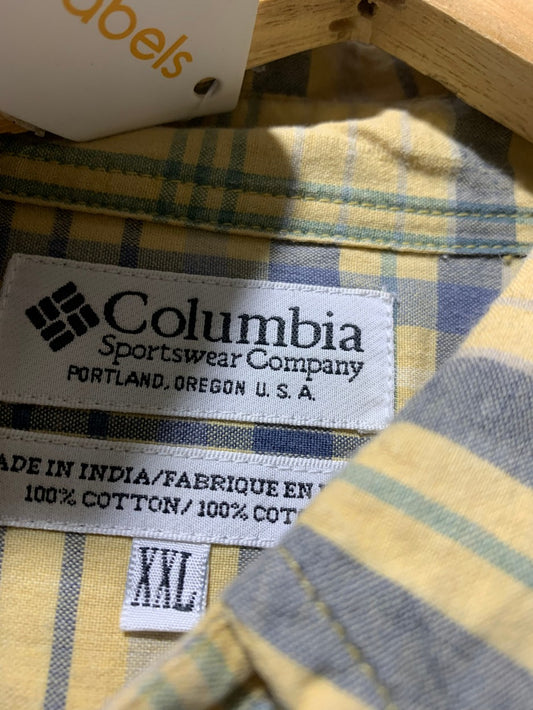 abels
Columbia
Sportswear Company
PORTLAND, OREGON U.S.A.
ADE IN INDIA/FABRIQUE EN
100% COTTON/100% COT
XXL